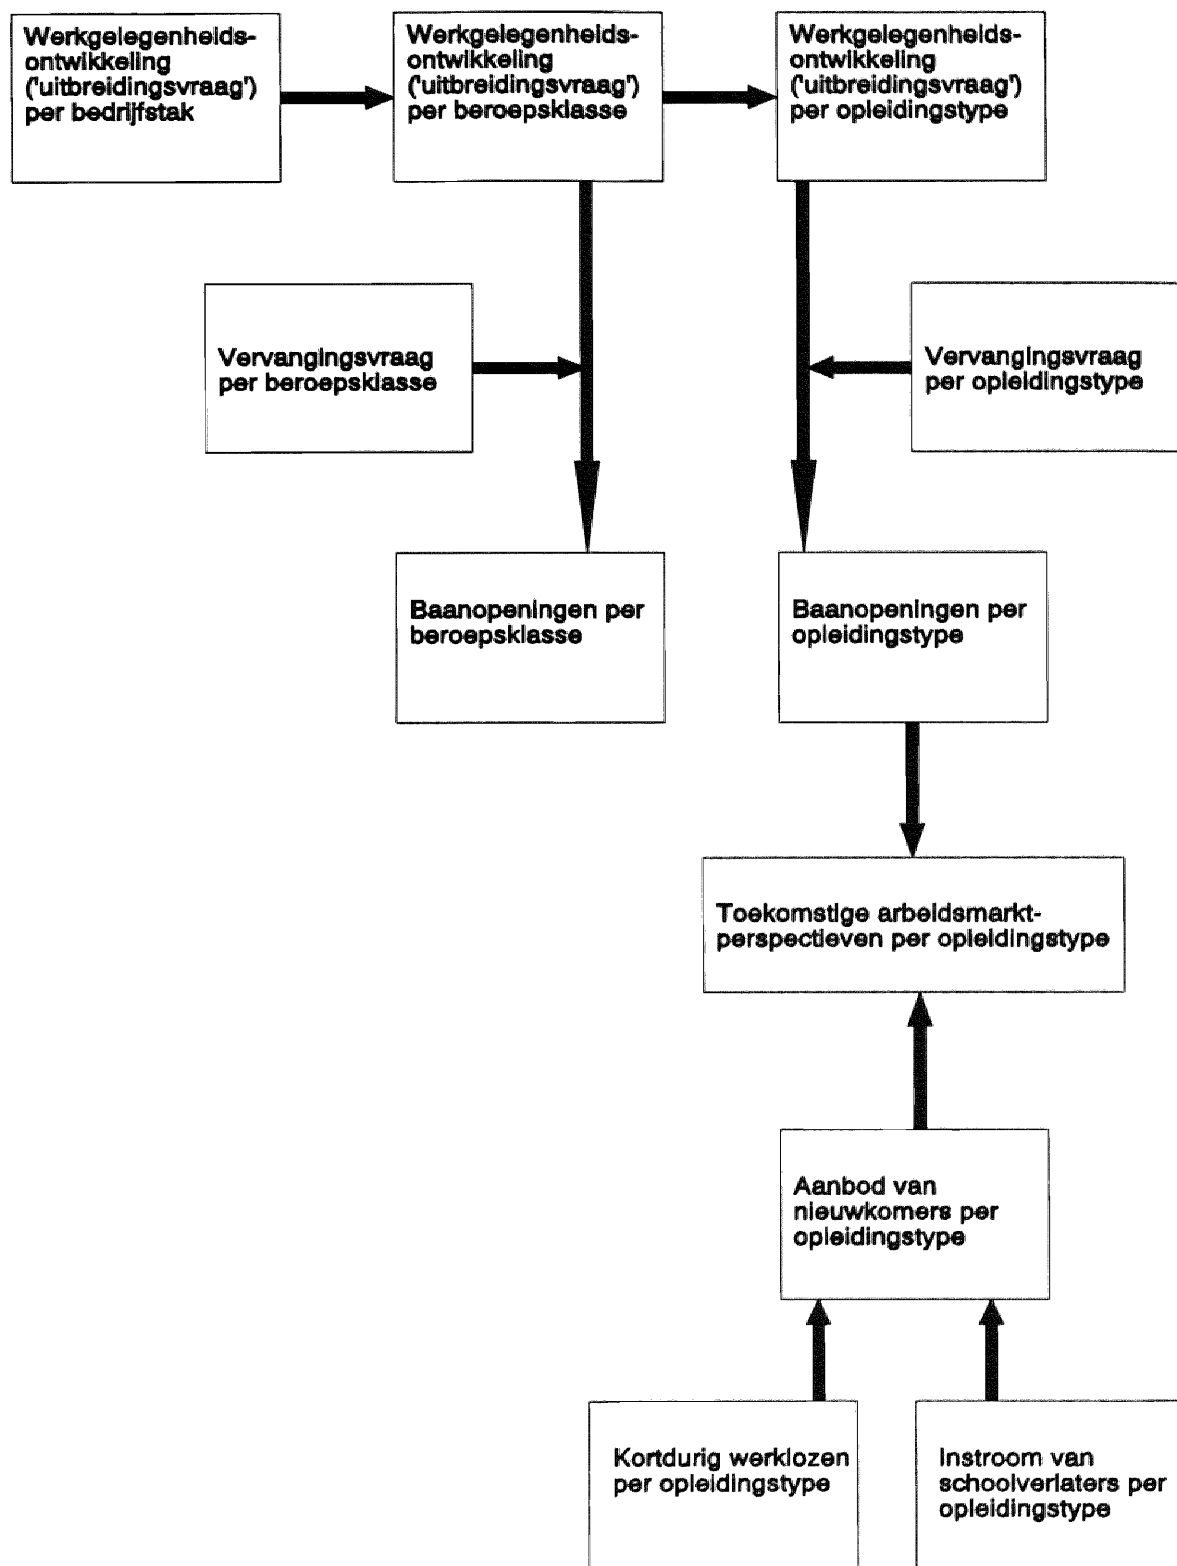 Werkgelegenheids-
ontwikkeling
('uitbreidingsvraag')
per bedrijfstak
Werkgelegenheids-
ontwikkeling
('uitbreidingsvraag')
per beroepsklasse
Werkgelegenheids-
ontwikkeling
('uitbreidingsvraag')
per opleidingstype
Vervangingsvraag
per beroepsklasse
Vervangingsvraag
per opleidingstype
Baanopeningen per
beroepsklasse
Baanopeningen per
opleidingstype
Toekomstige arbeidsmarkt-
perspectieven per opleidingstype
Aanbod van
nieuwkomers per
opleidingstype
Kortdurig werklozen
per opleidingstype
Instroom van
schoolverlaters per
opleidingstype